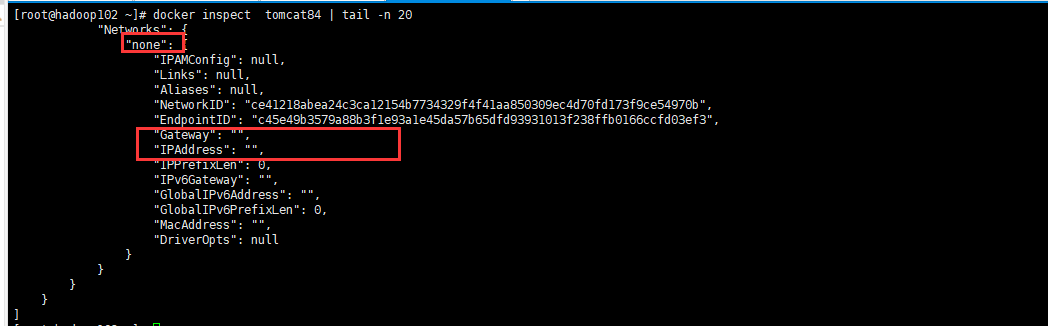 [root@hadoop102 ~]# docker inspect  tomcat84 | tail -n 20
        "Networks": {
            "none": {
                "IPAMConfig": null,
                "Links": null,
                "Aliases": null,
                "NetworkID": "ce41218abea24c3ca12154b7734329f4f41aa850309ec4d70fd173f9ce54970b",
                "EndpointID": "c45e49b3579a88b3f1e93a1e45da57b65dfd93931013f238ffb0166ccfd03ef3",
                "Gateway": "",
                "IPAddress": "",
                "IPPrefixLen": 0,
                "IPv6Gateway": "",
                "GlobalIPv6Address": "",
                "GlobalIPv6PrefixLen": 0,
                "MacAddress": "",
                "DriverOpts": null
            }
        }
    }
}
]